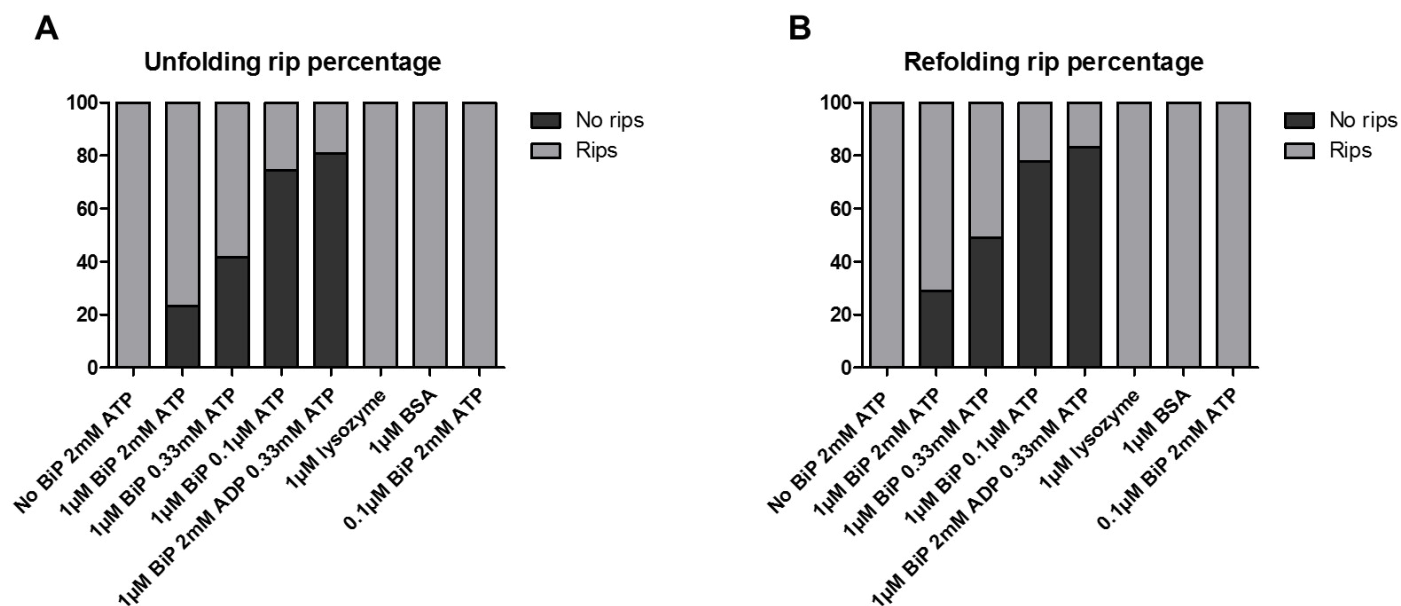 A
Unfolding rip percentage
100
80
60
40
20
0
No rips
Rips
No BiP 2mM ATP
1µM BiP 2mM ATP
1µM BiP 0.33mM ATP
1µM BiP 0.1µM ATP
1µM BiP 2mM ADP 0.33mM ATP
1µM lysozyme
1µM BSA
0.1µM BiP 2mM ATP
B
Refolding rip percentage
100
80
60
40
20
0
No rips
Rips
No BiP 2mM ATP
1µM BiP 2mM ATP
1µM BiP 0.33mM ATP
1µM BiP 0.1µM ATP
1µM BiP 2mM ADP 0.33mM ATP
1µM lysozyme
1µM BSA
0.1µM BiP 2mM ATP